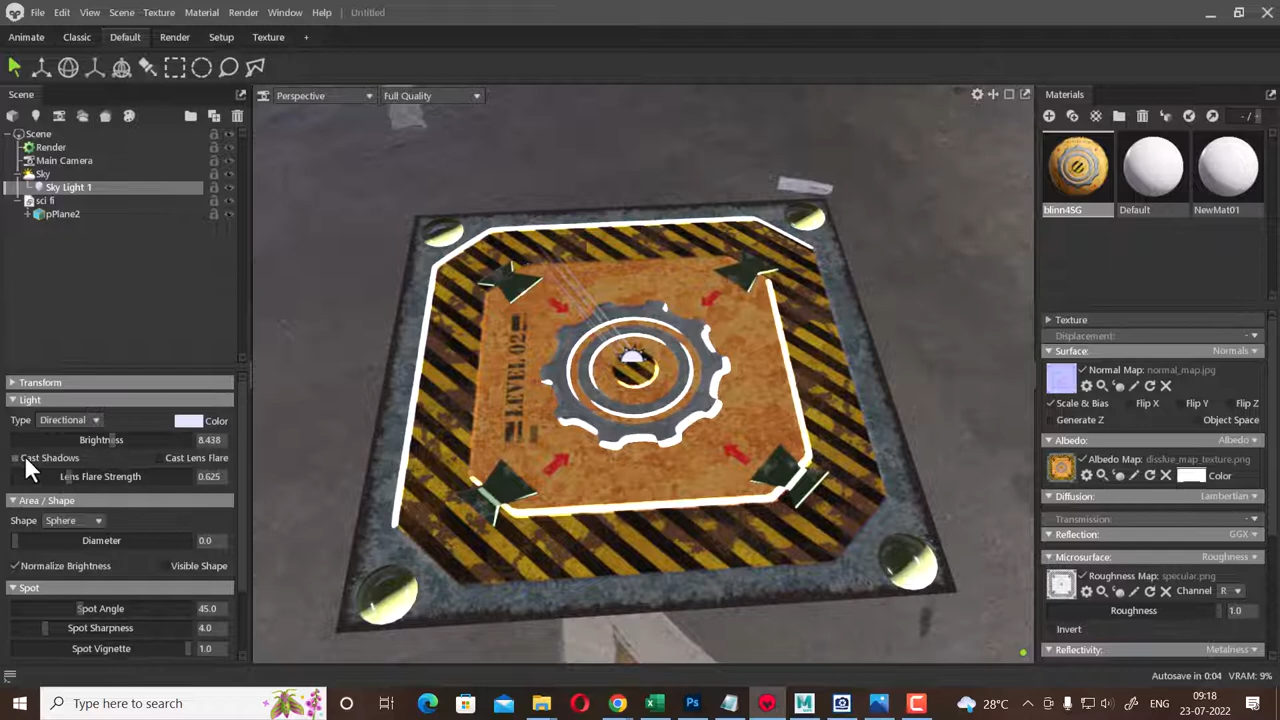 File Edit View Scene Texture Material Render Window Help Untitled
Animate Classic Default Render Setup Texture +
Scene
Scene
Render
Main Camera
Sky
Sky Light 1
sci fi
pPlane2
Transform
Light
Type Directional Color
Brightness 8.438
Cast Shadows Cast Lens Flare
Lens Flare Strength 0.625
Area / Shape
Shape Sphere
Diameter 0.0
Normalize Brightness Visible Shape
Spot
Spot Angle 45.0
Spot Sharpness 4.0
Spot Vignette 1.0
Perspective Full Quality
LEVEL 02
Materials
- /
blinn4SG Default NewMat01
Texture
Displacement:
Surface: Normals
Normal Map: normal_map.jpg
Scale & Bias Flip X Flip Y Flip Z
Generate Z Object Space
Albedo: Albedo
Albedo Map: disslue_map_texture.png
Color
Diffusion: Lambertian
Transmission:
Reflection: GGX
Microsurface: Roughness
Roughness Map: specular.png
Channel R
Roughness 1.0
Invert
Reflectivity: Metalness
Autosave in 0:04 VRAM: 9%
Type here to search
Ps
28°C
ENG
09:18
23-07-2022